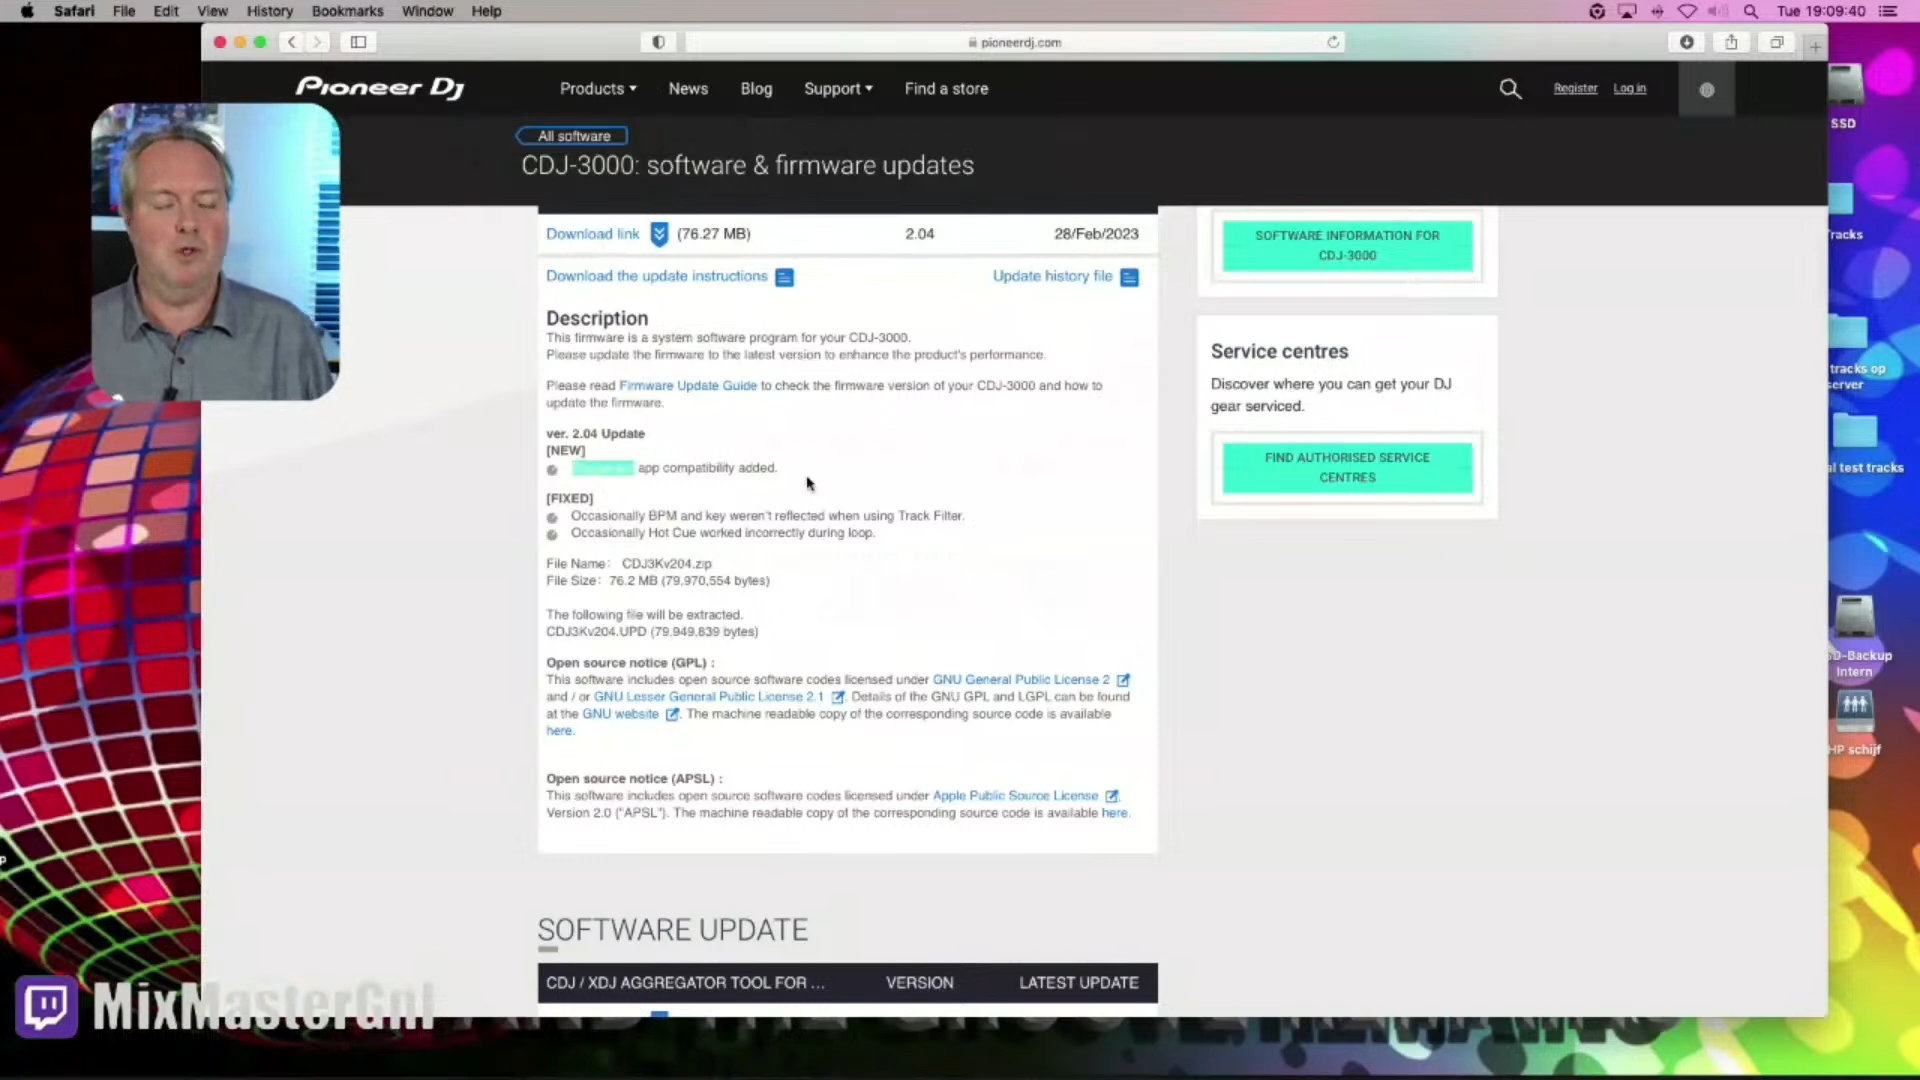 Safari File Edit View History Bookmarks Window Help
Tue 19:09:40
pioneerdj.com
Pioneer Dj
Products News Blog Support Find a store
Register Log in
All software
CDJ-3000: software & firmware updates
Download link (76.27 MB) 2.04 28/Feb/2023
Download the update instructions Update history file
Description
This firmware is a system software program for your CDJ-3000.
Please update the firmware to the latest version to enhance the product's performance.
Please read Firmware Update Guide to check the firmware version of your CDJ-3000 and how to
update the firmware.
ver. 2.04 Update
[NEW]
app compatibility added.
[FIXED]
Occasionally BPM and key weren't reflected when using Track Filter.
Occasionally Hot Cue worked incorrectly during loop.
File Name: CDJ3Kv204.zip
File Size: 76.2 MB (79,970,554 bytes)
The following file will be extracted.
CDJ3Kv204.UPD (79,949,839 bytes)
Open source notice (GPL) :
This software includes open source software codes licensed under GNU General Public License 2
and / or GNU Lesser General Public License 2.1 . Details of the GNU GPL and LGPL can be found
at the GNU website . The machine readable copy of the corresponding source code is available
here.
Open source notice (APSL) :
This software includes open source software codes licensed under Apple Public Source License .
Version 2.0 ("APSL"). The machine readable copy of the corresponding source code is available here.
SOFTWARE UPDATE
CDJ / XDJ AGGREGATOR TOOL FOR ... VERSION LATEST UPDATE
SOFTWARE INFORMATION FOR
CDJ-3000
Service centres
Discover where you can get your DJ
gear serviced.
FIND AUTHORISED SERVICE
CENTRES
SSD
Tracks
tracks op
server
al test tracks
SD-Backup
Intern
HP schijf
MixMasterGnl